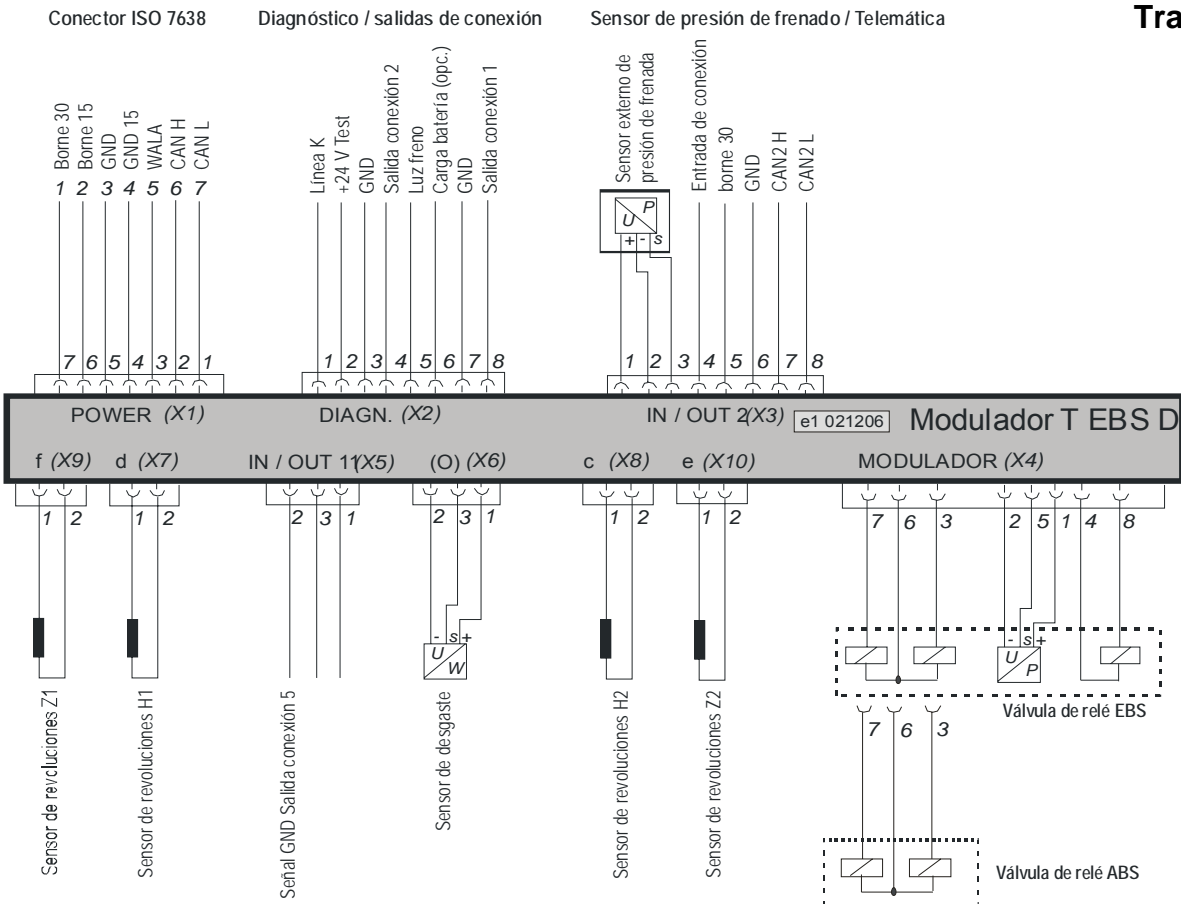 Conector ISO 7638
Diagnóstico / salidas de conexión
Sensor de presión de frenado / Telemática
Tra
Borne 30
Borne 15
GND
GND 15
WALA
CAN H
CAN L
1 2 3 4 5 6 7
Línea K
+24 V Test
GND
Salida conexión 2
Luz freno
Carga batería (opc.)
GND
Salida conexión 1
Sensor externo de
presión de frenada
Entrada de conexión
borne 30
GND
CAN2 H
CAN2 L
U P
+ - s
7 6 5 4 3 2 1
1 2 3 4 5 6 7 8
1 2 3 4 5 6 7 8
POWER (X1)
DIAGN. (X2)
IN / OUT 2(X3)
e1 021206
Modulador T EBS D
f (X9)
d (X7)
IN / OUT 11(X5)
(O) (X6)
c (X8)
e (X10)
MODULADOR (X4)
1 2
1 2
2 3 1
2 3 1
1 2
1 2
7 6 3 2 5 1 4 8
- s +
U W
- s +
U P
Sensor de revoluciones Z1
Sensor de revoluciones H1
Señal GND Salida conexión 5
Sensor de desgaste
Sensor de revoluciones H2
Sensor de revoluciones Z2
Válvula de relé EBS
7 6 3
Válvula de relé ABS